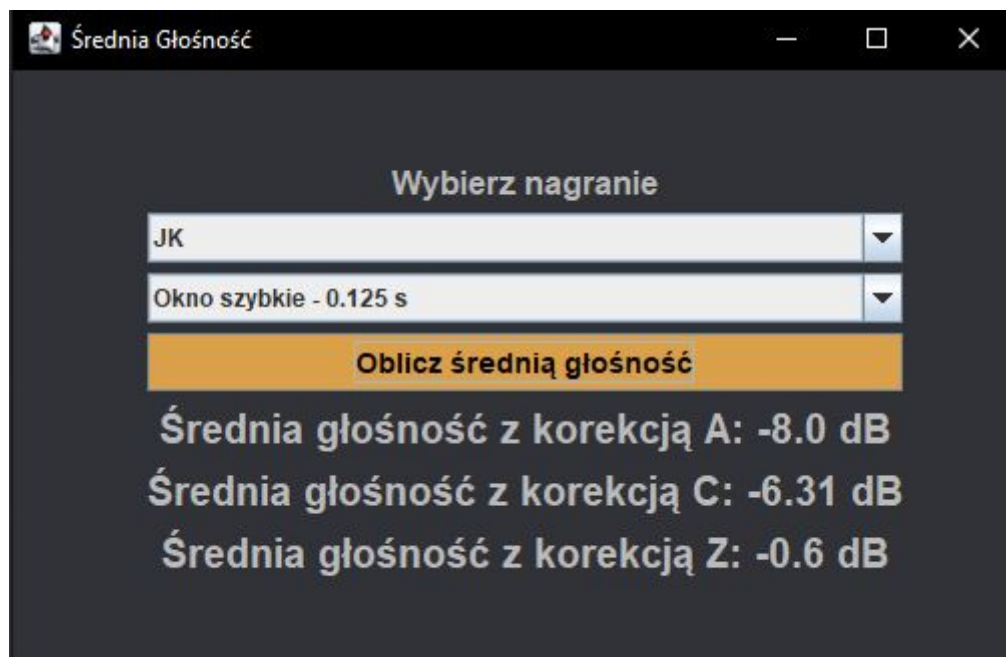 Średnia Głośność
Wybierz nagranie
JK
Okno szybkie - 0.125 s
Oblicz średnią głośność
Średnia głośność z korekcją A: -8.0 dB
Średnia głośność z korekcją C: -6.31 dB
Średnia głośność z korekcją Z: -0.6 dB